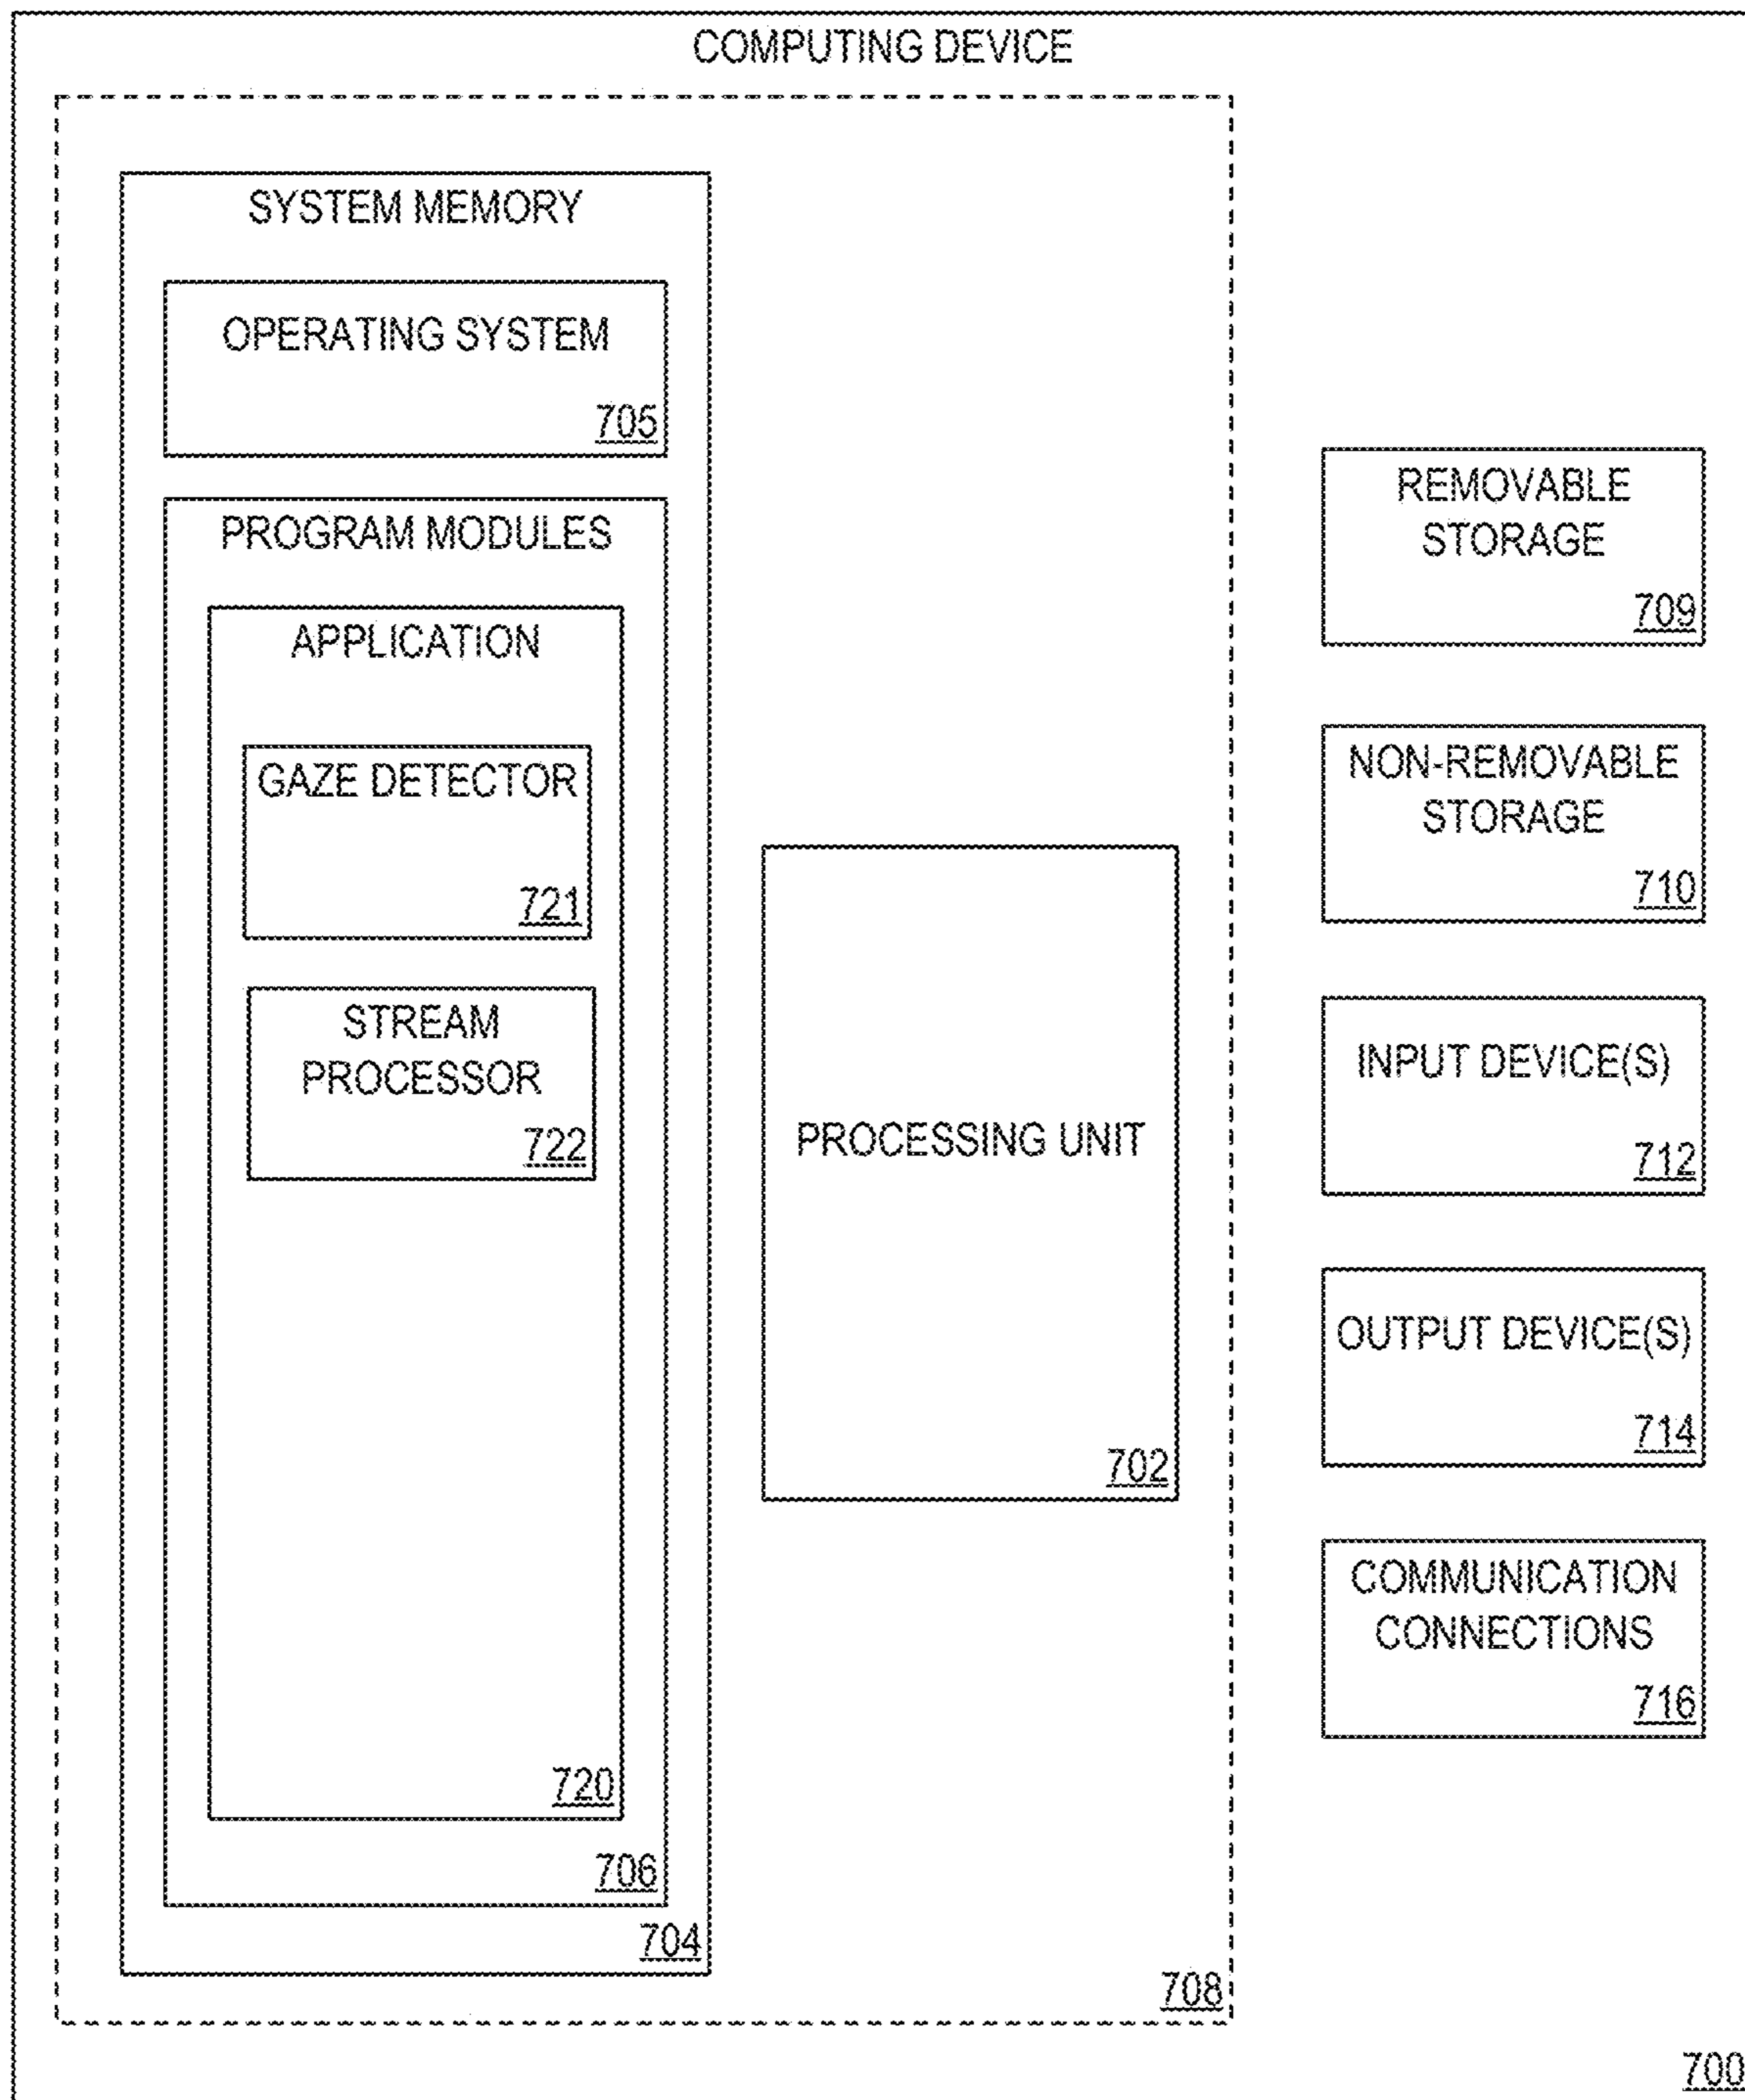 COMPUTING DEVICE
SYSTEM MEMORY
OPERATING SYSTEM
705
PROGRAM MODULES
APPLICATION
GAZE DETECTOR
721
STREAM
PROCESSOR
722
720
706
704
PROCESSING UNIT
702
708
REMOVABLE
STORAGE
709
NON-REMOVABLE
STORAGE
710
INPUT DEVICE(S)
712
OUTPUT DEVICE(S)
714
COMMUNICATION
CONNECTIONS
716
700